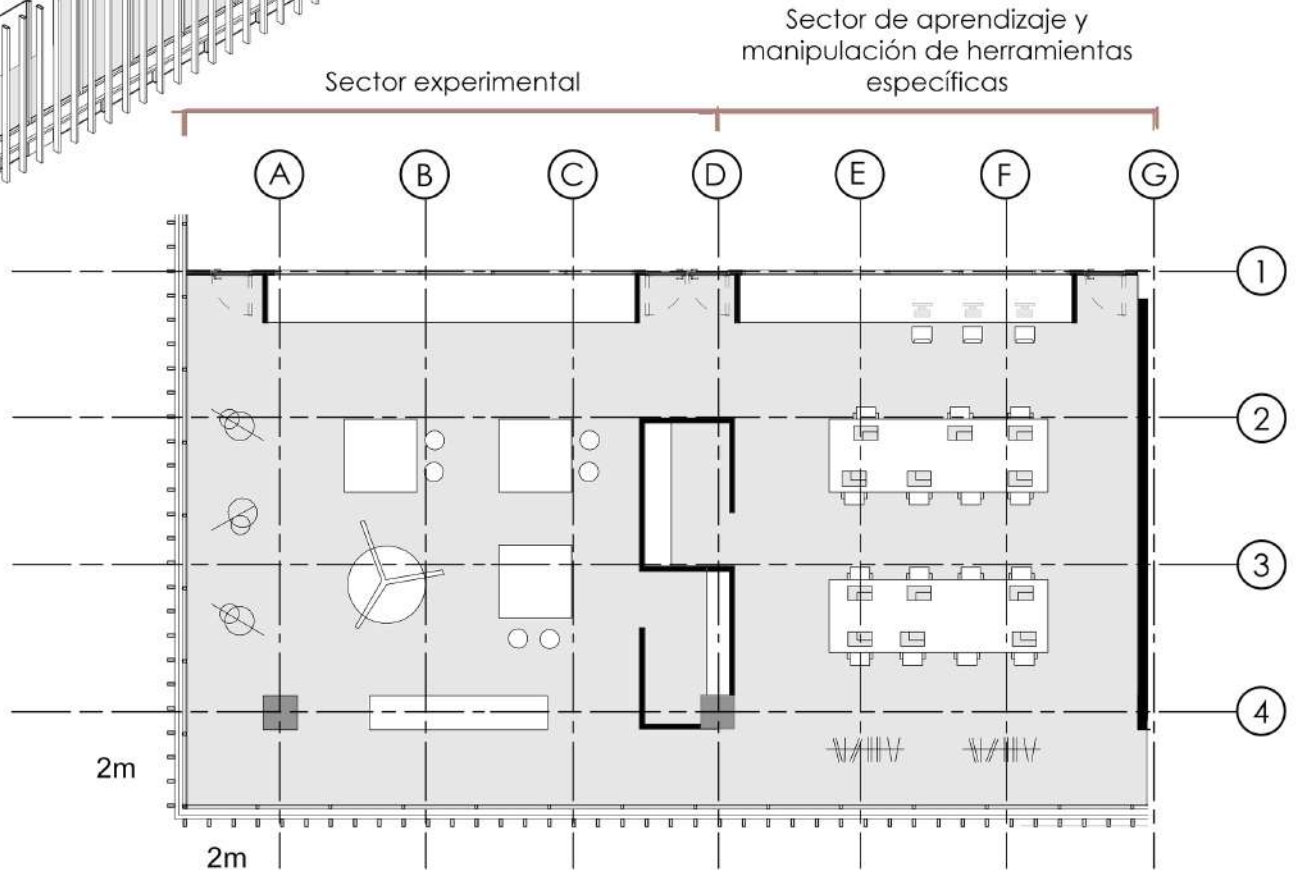 Sector de aprendizaje y
manipulación de herramientas
específicas
Sector experimental
A B C D E F G
1
2
3
4
2m
2m